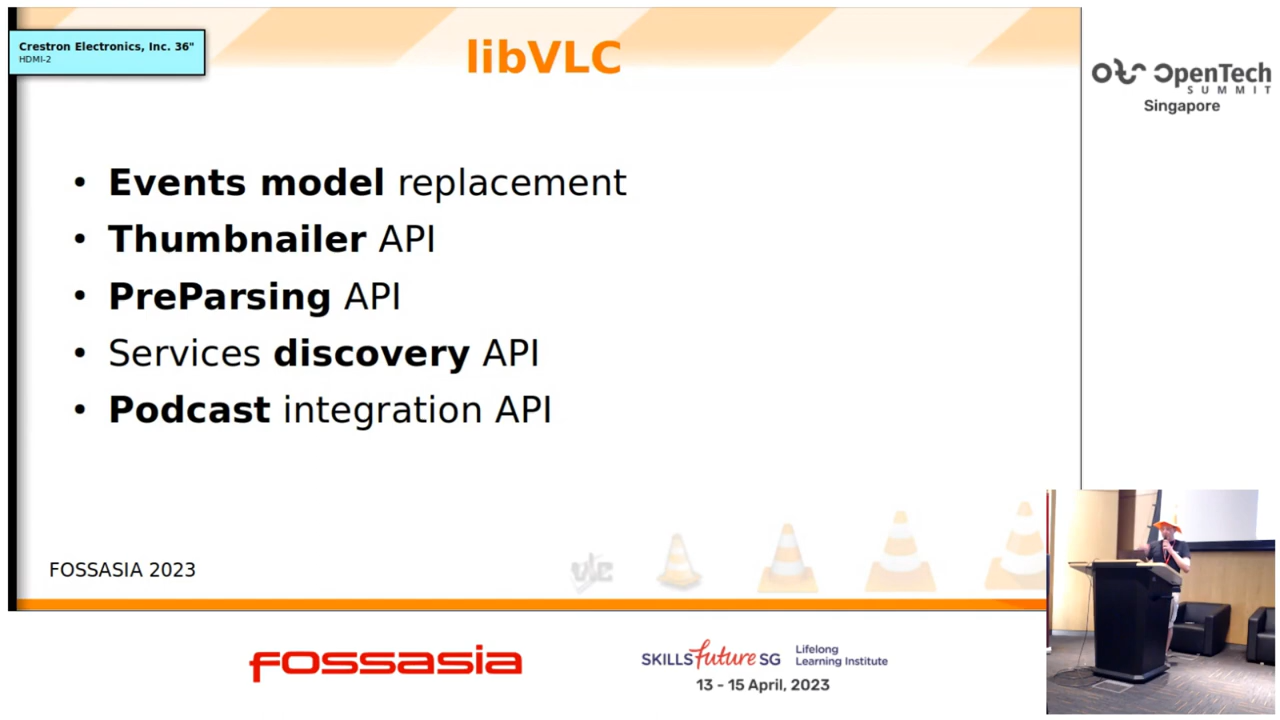 Crestron Electronics, Inc. 36"
HDMI-2
libVLC
OpenTech
SUMMIT
Singapore
• Events model replacement
• Thumbnailer API
• PreParsing API
• Services discovery API
• Podcast integration API
FOSSASIA 2023
vlc
fossasia
SKILLSfuture SG
Lifelong
Learning Institute
13 - 15 April, 2023